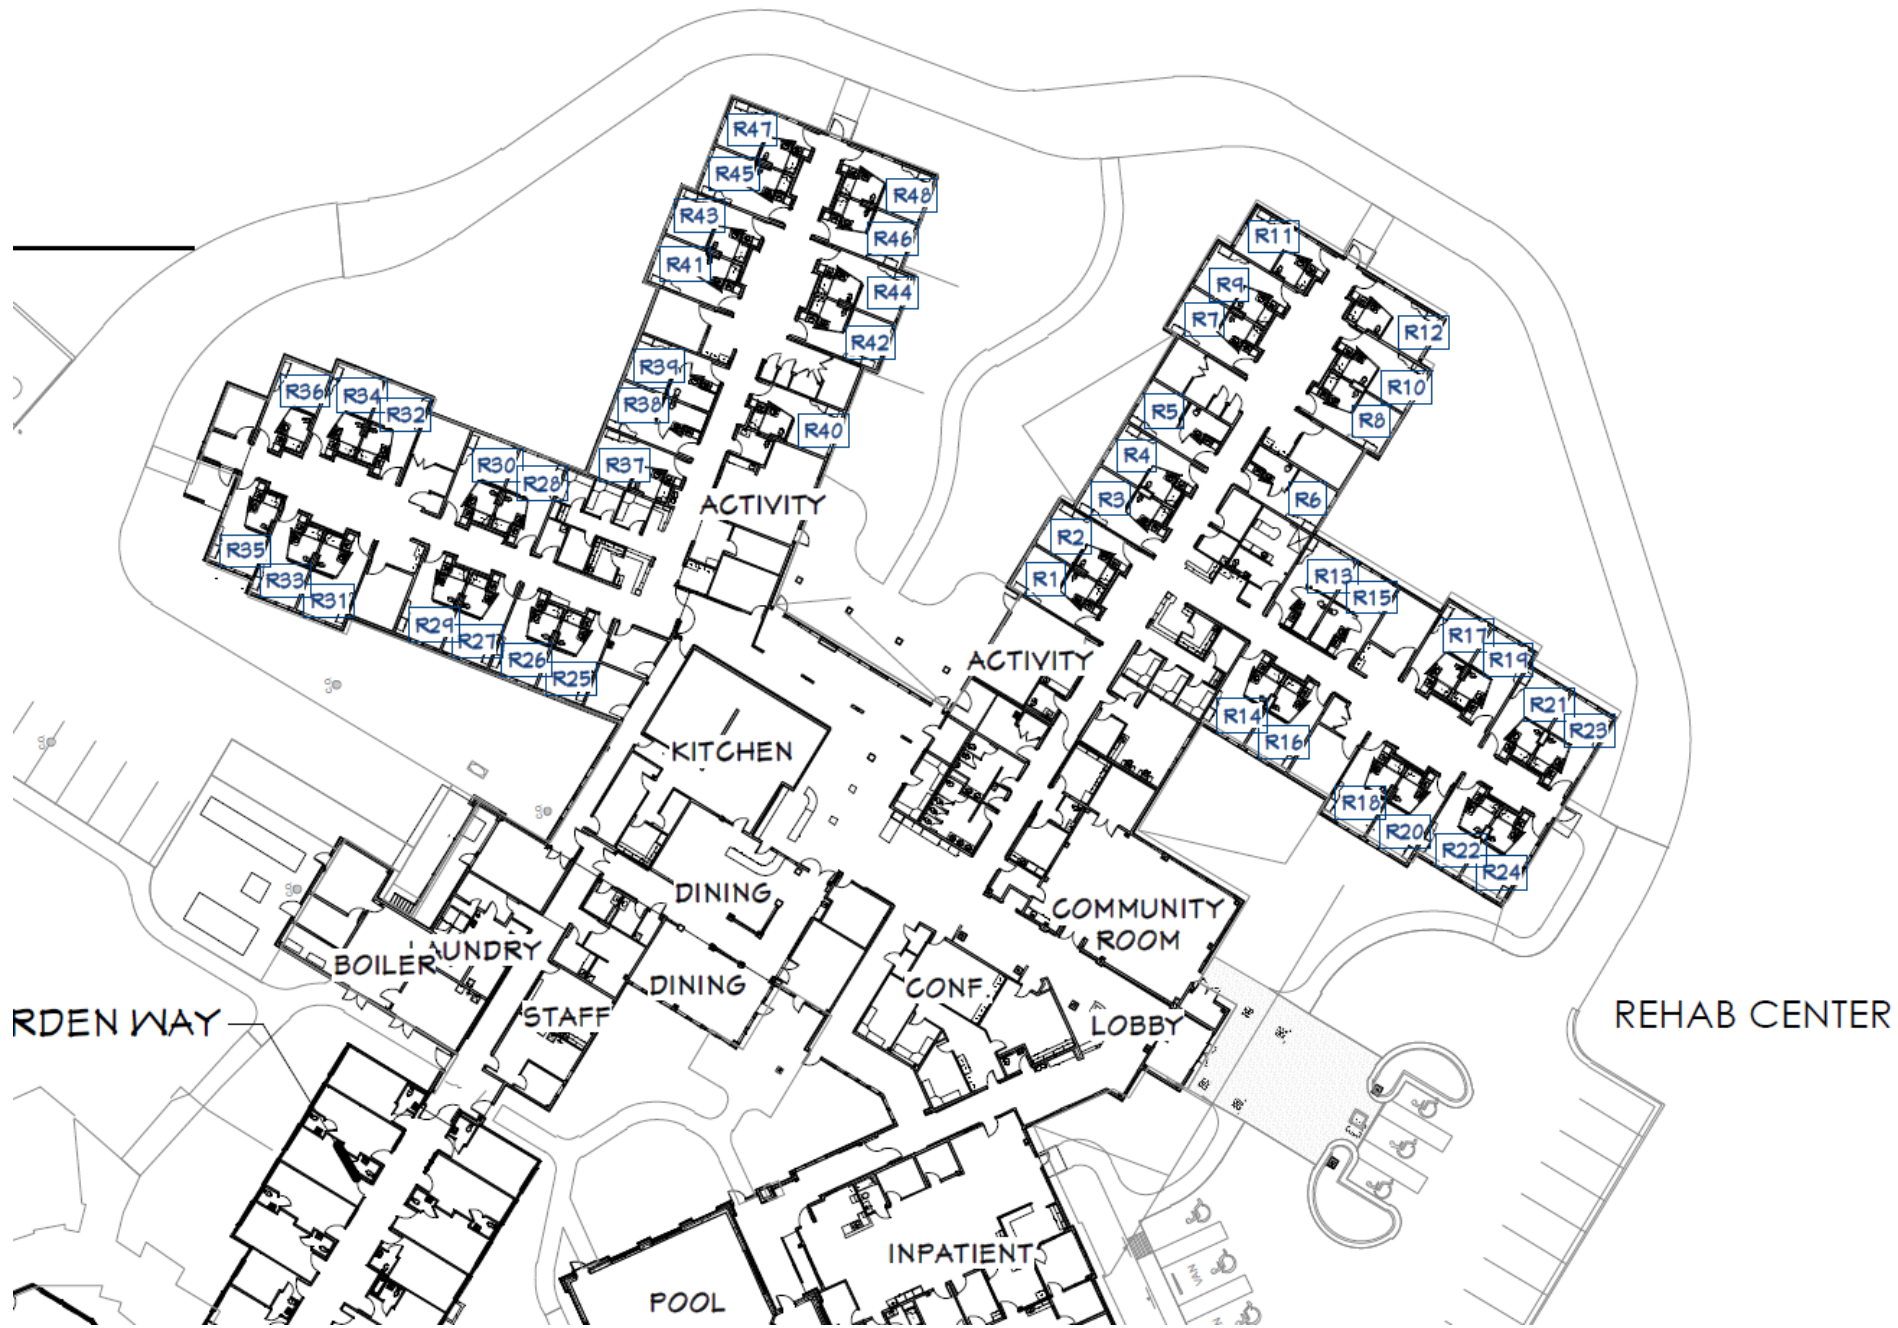 R47
R45
R48
R43
R46
R41
R44
R42
R11
R9
R7
R12
R10
R8
R39
R38
R40
R36
R34
R32
R5
R4
R3
R6
R30
R28
R37
ACTIVITY
R2
R1
R35
R33
R31
R13
R15
R29
R27
R26
R25
ACTIVITY
R17
R19
R14
R16
R21
R23
KITCHEN
R18
R20
R22
R24
DINING
COMMUNITY
ROOM
LAUNDRY
BOILER
DINING
CONF.
STAFF
LOBBY
RDEN WAY
REHAB CENTER
INPATIENT
VAN
POOL